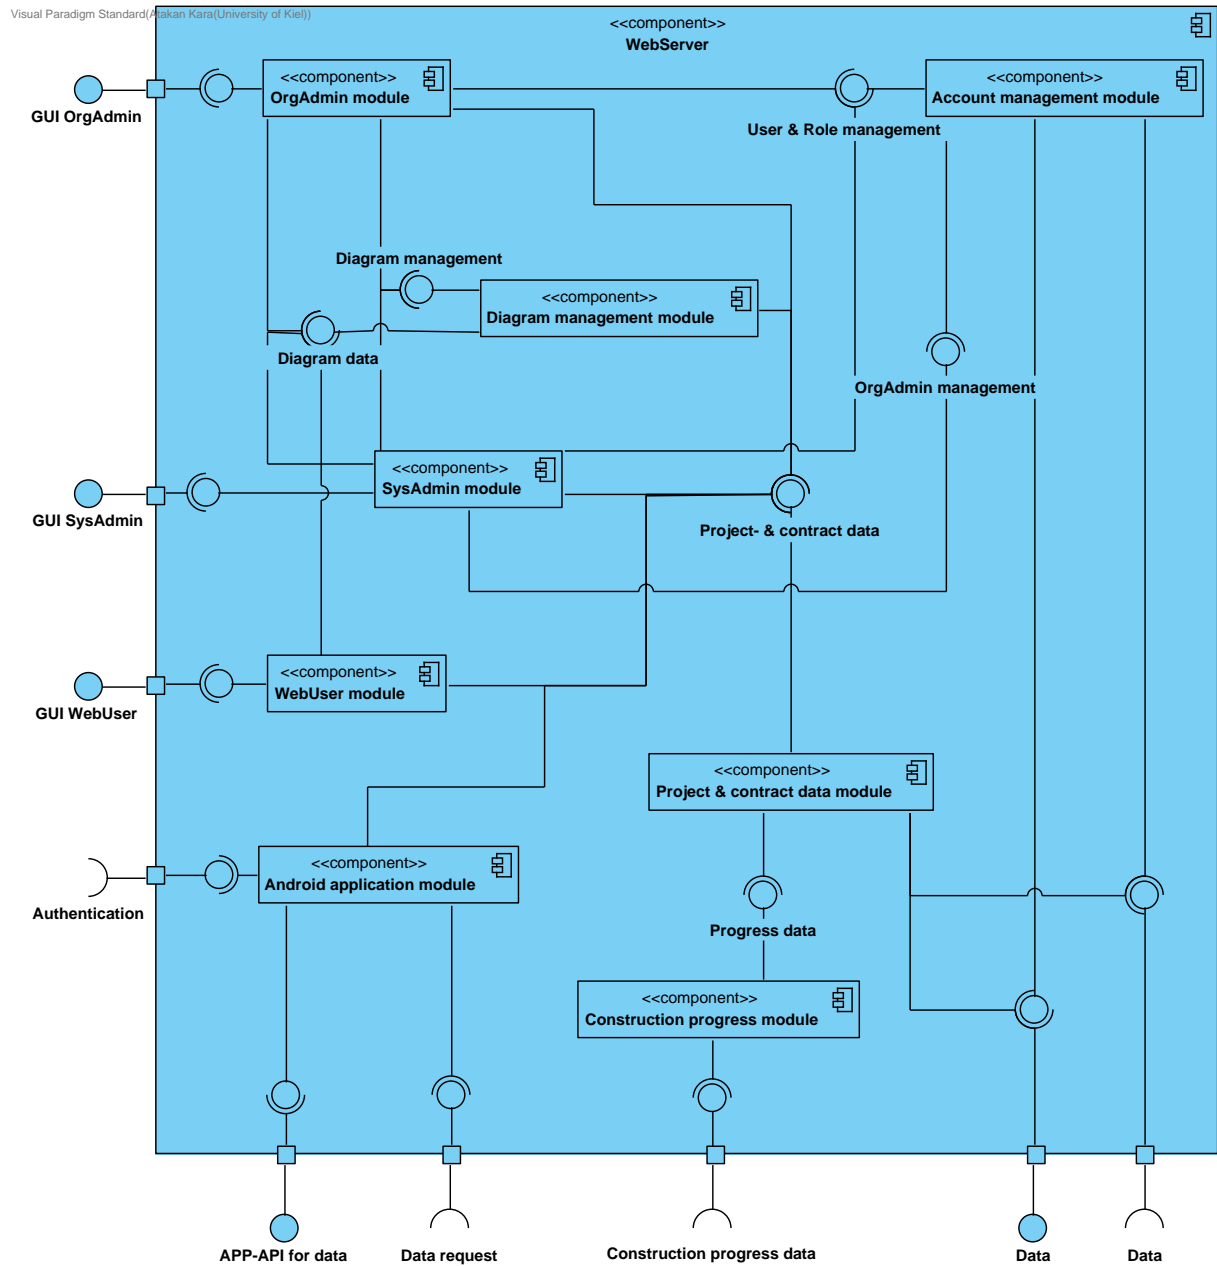 Visual Paradigm Standard(Atakan Kara(University of Kiel))
<<component>>
WebServer
<<component>>
OrgAdmin module
<<component>>
Account management module
GUI OrgAdmin
User & Role management
Diagram management
<<component>>
Diagram management module
Diagram data
OrgAdmin management
<<component>>
SysAdmin module
GUI SysAdmin
Project- & contract data
<<component>>
WebUser module
GUI WebUser
<<component>>
Project & contract data module
<<component>>
Android application module
Authentication
Progress data
<<component>>
Construction progress module
APP-API for data
Data request
Construction progress data
Data
Data